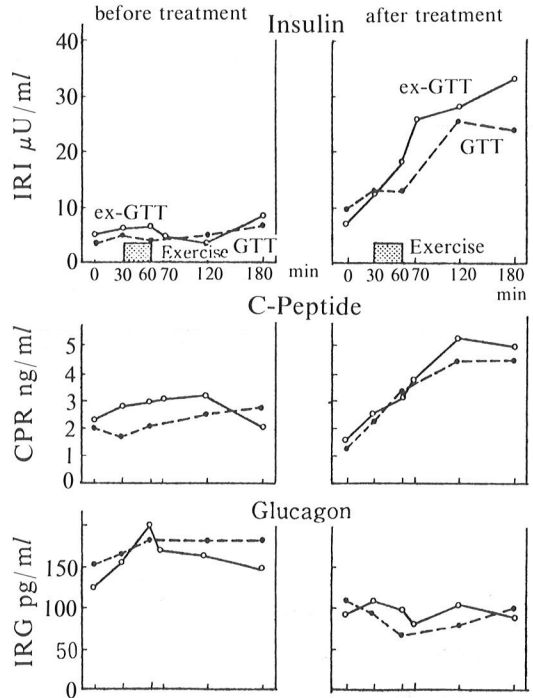 before treatment
Insulin
after treatment
IRI μU/ml
40
30
20
10
0
ex-GTT
GTT
Exercise
0 30 60 70 120 180 min
ex-GTT
GTT
Exercise
0 30 60 70 120 180
min
C-Peptide
CPR ng/ml
5
4
3
2
1
0
Glucagon
IRG pg/ml
150
100
50
0